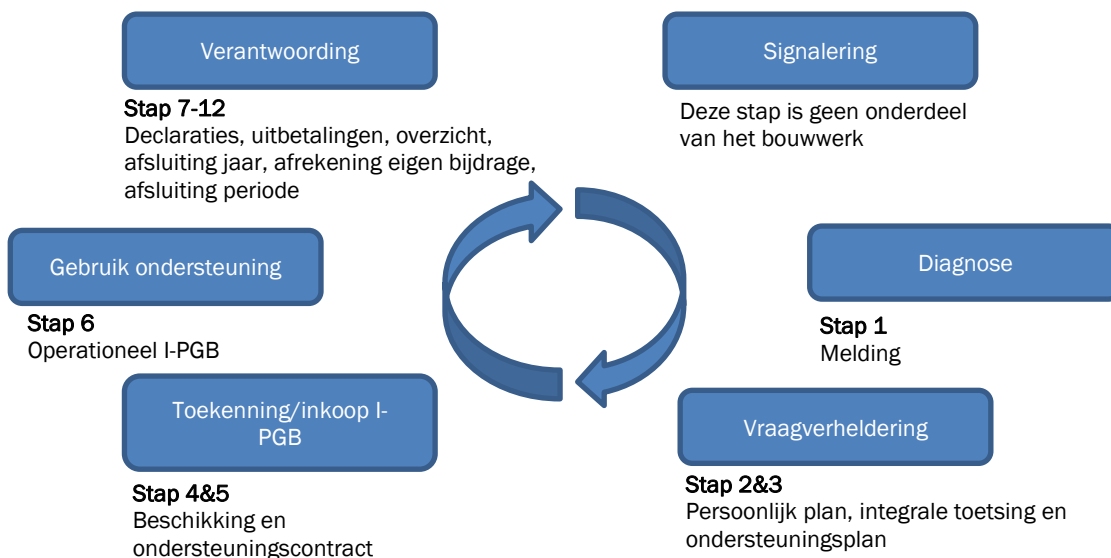 Verantwoording
Stap 7-12
Declaraties, uitbetalingen, overzicht,
afsluiting jaar, afrekening eigen bijdrage,
afsluiting periode
Signalering
Deze stap is geen onderdeel
van het bouwwerk
Gebruik ondersteuning
Stap 6
Operationeel I-PGB
Diagnose
Stap 1
Melding
Toekenning/inkoop I-
PGB
Stap 4&5
Beschikking en
ondersteuningscontract
Vraagverheldering
Stap 2&3
Persoonlijk plan, integrale toetsing en
ondersteuningsplan